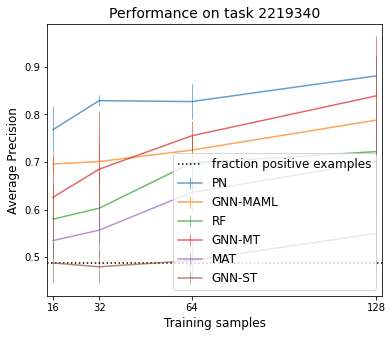 Performance on task 2219340
Average Precision
0.9
0.8
0.7
0.6
0.5
fraction positive examples
PN
GNN-MAML
RF
GNN-MT
MAT
GNN-ST
16
32
64
128
Training samples